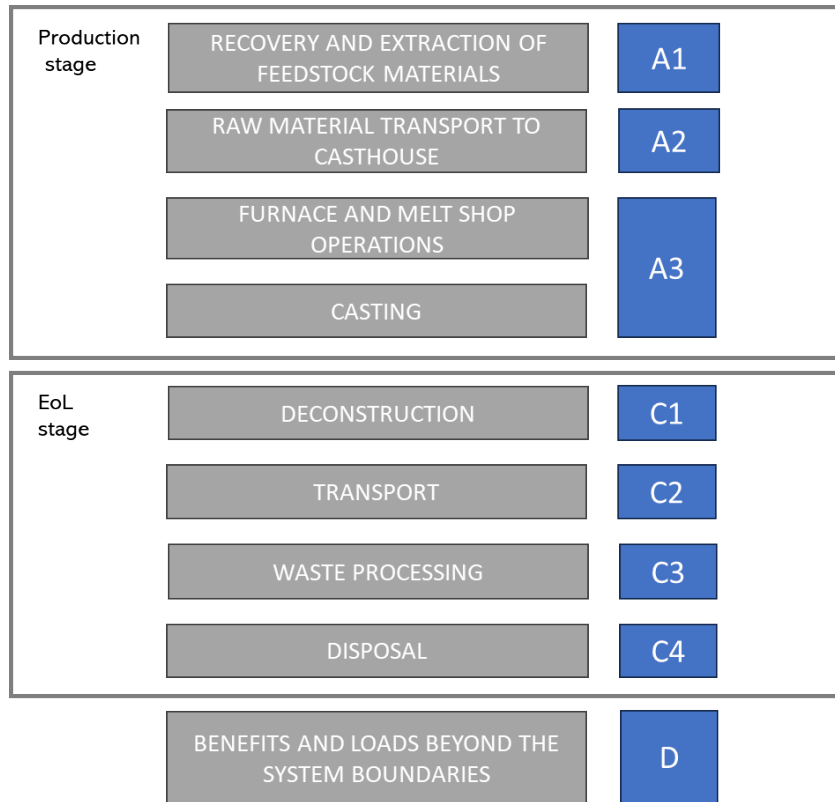 Production
stage
RECOVERY AND EXTRACTION OF
FEEDSTOCK MATERIALS
A1
RAW MATERIAL TRANSPORT TO
CASTHOUSE
A2
FURNACE AND MELT SHOP
OPERATIONS
A3
CASTING
EoL
stage
DECONSTRUCTION
C1
TRANSPORT
C2
WASTE PROCESSING
C3
DISPOSAL
C4
BENEFITS AND LOADS BEYOND THE
SYSTEM BOUNDARIES
D